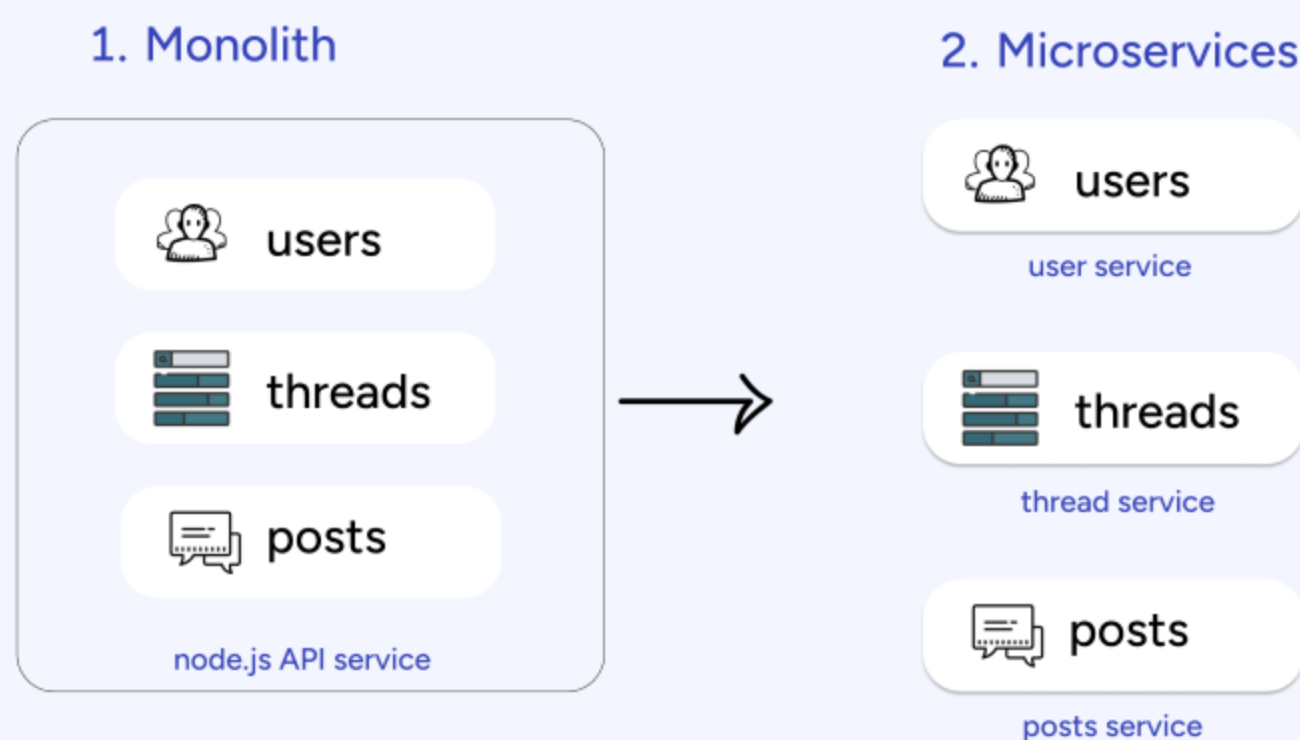 1. Monolith
users
threads
posts
node.js API service
2. Microservices
users
user service
threads
thread service
posts
posts service